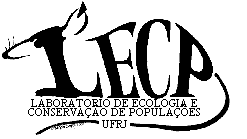 LECP
LABORATÓRIO DE ECOLOGIA E
CONSERVAÇÃO DE POPULAÇÕES
UFRJ